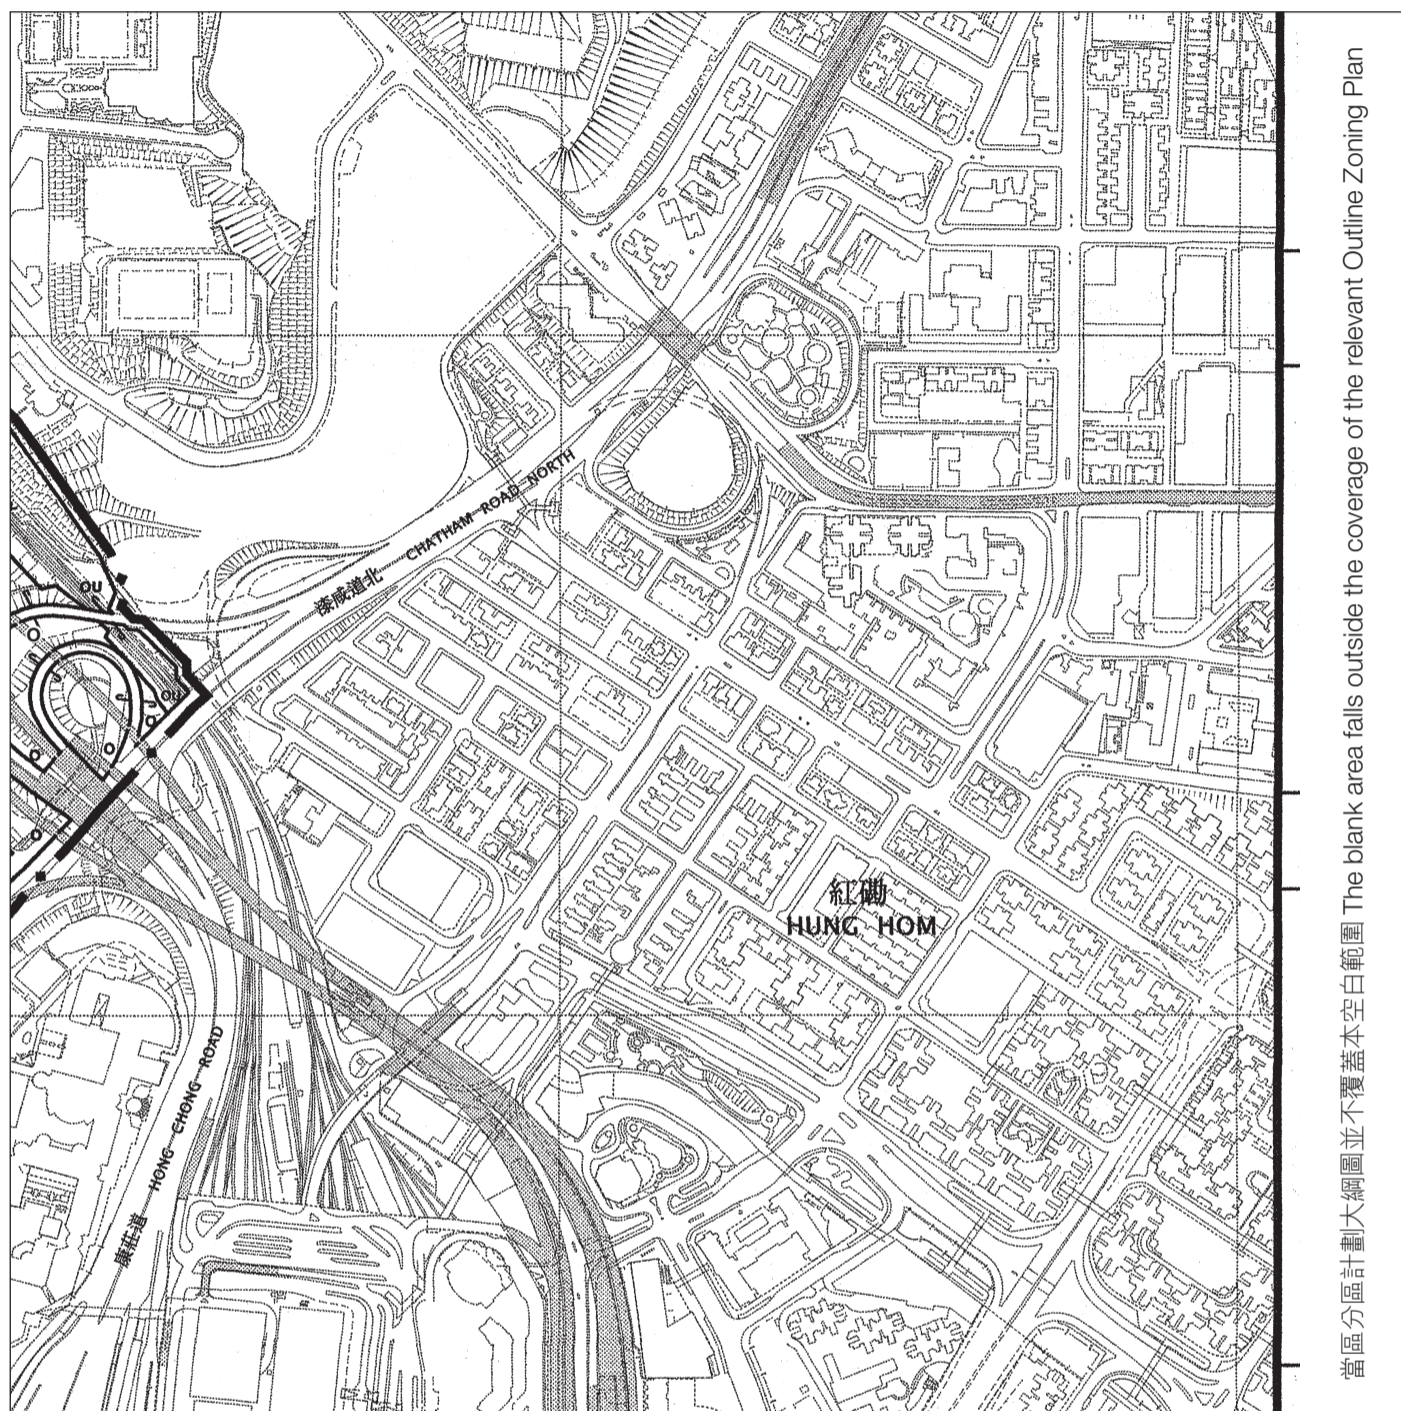 OU
漆咸道北 CHATHAM ROAD NORTH
OU
O
O
O
O
紅磡
HUNG HOM
康莊道 HONG CHONG ROAD
當區分區計劃大綱圖並不覆蓋本空白範圍 The blank area falls outside the coverage of the relevant Outline Zoning Plan